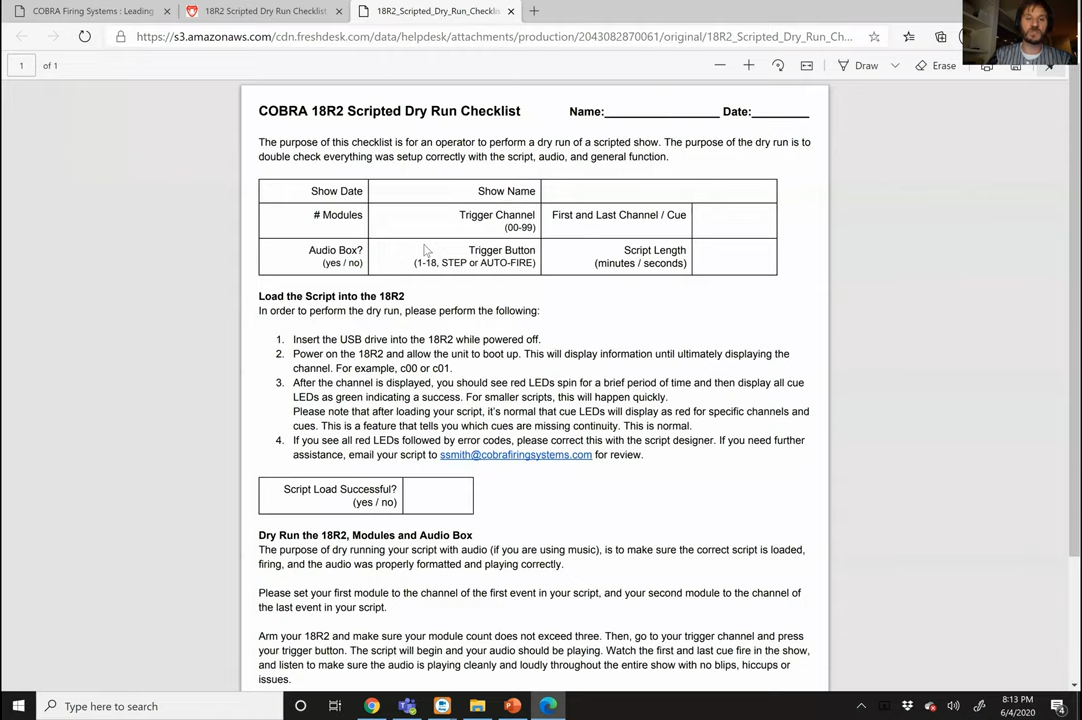 COBRA Firing Systems : Leading
18R2 Scripted Dry Run Checklist
18R2_Scripted_Dry_Run_Checklis
https://s3.amazonaws.com/cdn.freshdesk.com/data/helpdesk/attachments/production/2043082870061/original/18R2_Scripted_Dry_Run_Ch...
1 of 1
Draw
Erase
COBRA 18R2 Scripted Dry Run Checklist Name:____________________ Date:_________
The purpose of this checklist is for an operator to perform a dry run of a scripted show. The purpose of the dry run is to
double check everything was setup correctly with the script, audio, and general function.
Show Date Show Name
# Modules Trigger Channel First and Last Channel / Cue
(00-99)
Audio Box? Trigger Button Script Length
(yes / no) (1-18, STEP or AUTO-FIRE) (minutes / seconds)
Load the Script into the 18R2
In order to perform the dry run, please perform the following:
1. Insert the USB drive into the 18R2 while powered off.
2. Power on the 18R2 and allow the unit to boot up. This will display information until ultimately displaying the
channel. For example, c00 or c01.
3. After the channel is displayed, you should see red LEDs spin for a brief period of time and then display all cue
LEDs as green indicating a success. For smaller scripts, this will happen quickly.
Please note that after loading your script, it's normal that cue LEDs will display as red for specific channels and
cues. This is a feature that tells you which cues are missing continuity. This is normal.
4. If you see all red LEDs followed by error codes, please correct this with the script designer. If you need further
assistance, email your script to ssmith@cobrafiringsystems.com for review.
Script Load Successful?
(yes / no)
Dry Run the 18R2, Modules and Audio Box
The purpose of dry running your script with audio (if you are using music), is to make sure the correct script is loaded,
firing, and the audio was properly formatted and playing correctly.
Please set your first module to the channel of the first event in your script, and your second module to the channel of
the last event in your script.
Arm your 18R2 and make sure your module count does not exceed three. Then, go to your trigger channel and press
your trigger button. The script will begin and your audio should be playing. Watch the first and last cue fire in the show,
and listen to make sure the audio is playing cleanly and loudly throughout the entire show with no blips, hiccups or
issues.
Type here to search
8:13 PM
6/4/2020
4